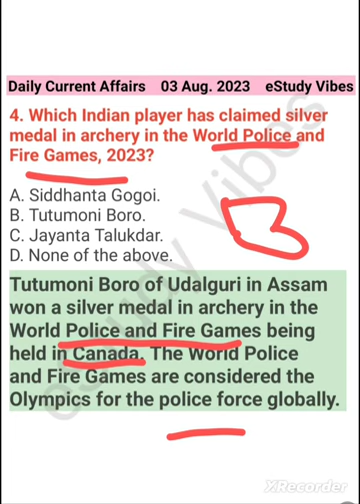 Daily Current Affairs 03 Aug. 2023 eStudy Vibes
4. Which Indian player has claimed silver
medal in archery in the World Police and
Fire Games, 2023?
A. Siddhanta Gogoi.
B. Tutumoni Boro.
C. Jayanta Talukdar.
D. None of the above.
B
Tutumoni Boro of Udalguri in Assam
won a silver medal in archery in the
World Police and Fire Games being
held in Canada. The World Police
and Fire Games are considered the
Olympics for the police force globally.
eStudy Vibes
XRecorder